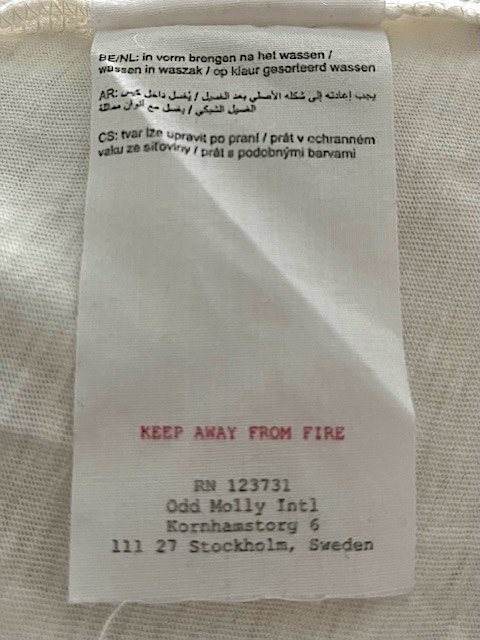 BE/NL: in vorm brengen na het wassen /
wassen in waszak / op kleur gesorteerd wassen
AR: يجب إعادته إلى شكله الأصلي بعد الغسيل / يُغسل داخل كيس
الغسيل الشبكي / يغسل مع ألوان مماثلة
CS: tvar lze upravit po praní / prát v ochranném
vaku ze síťoviny / prát s podobnými barvami
KEEP AWAY FROM FIRE
RN 123731
Odd Molly Intl
Kornhamstorg 6
111 27 Stockholm, Sweden